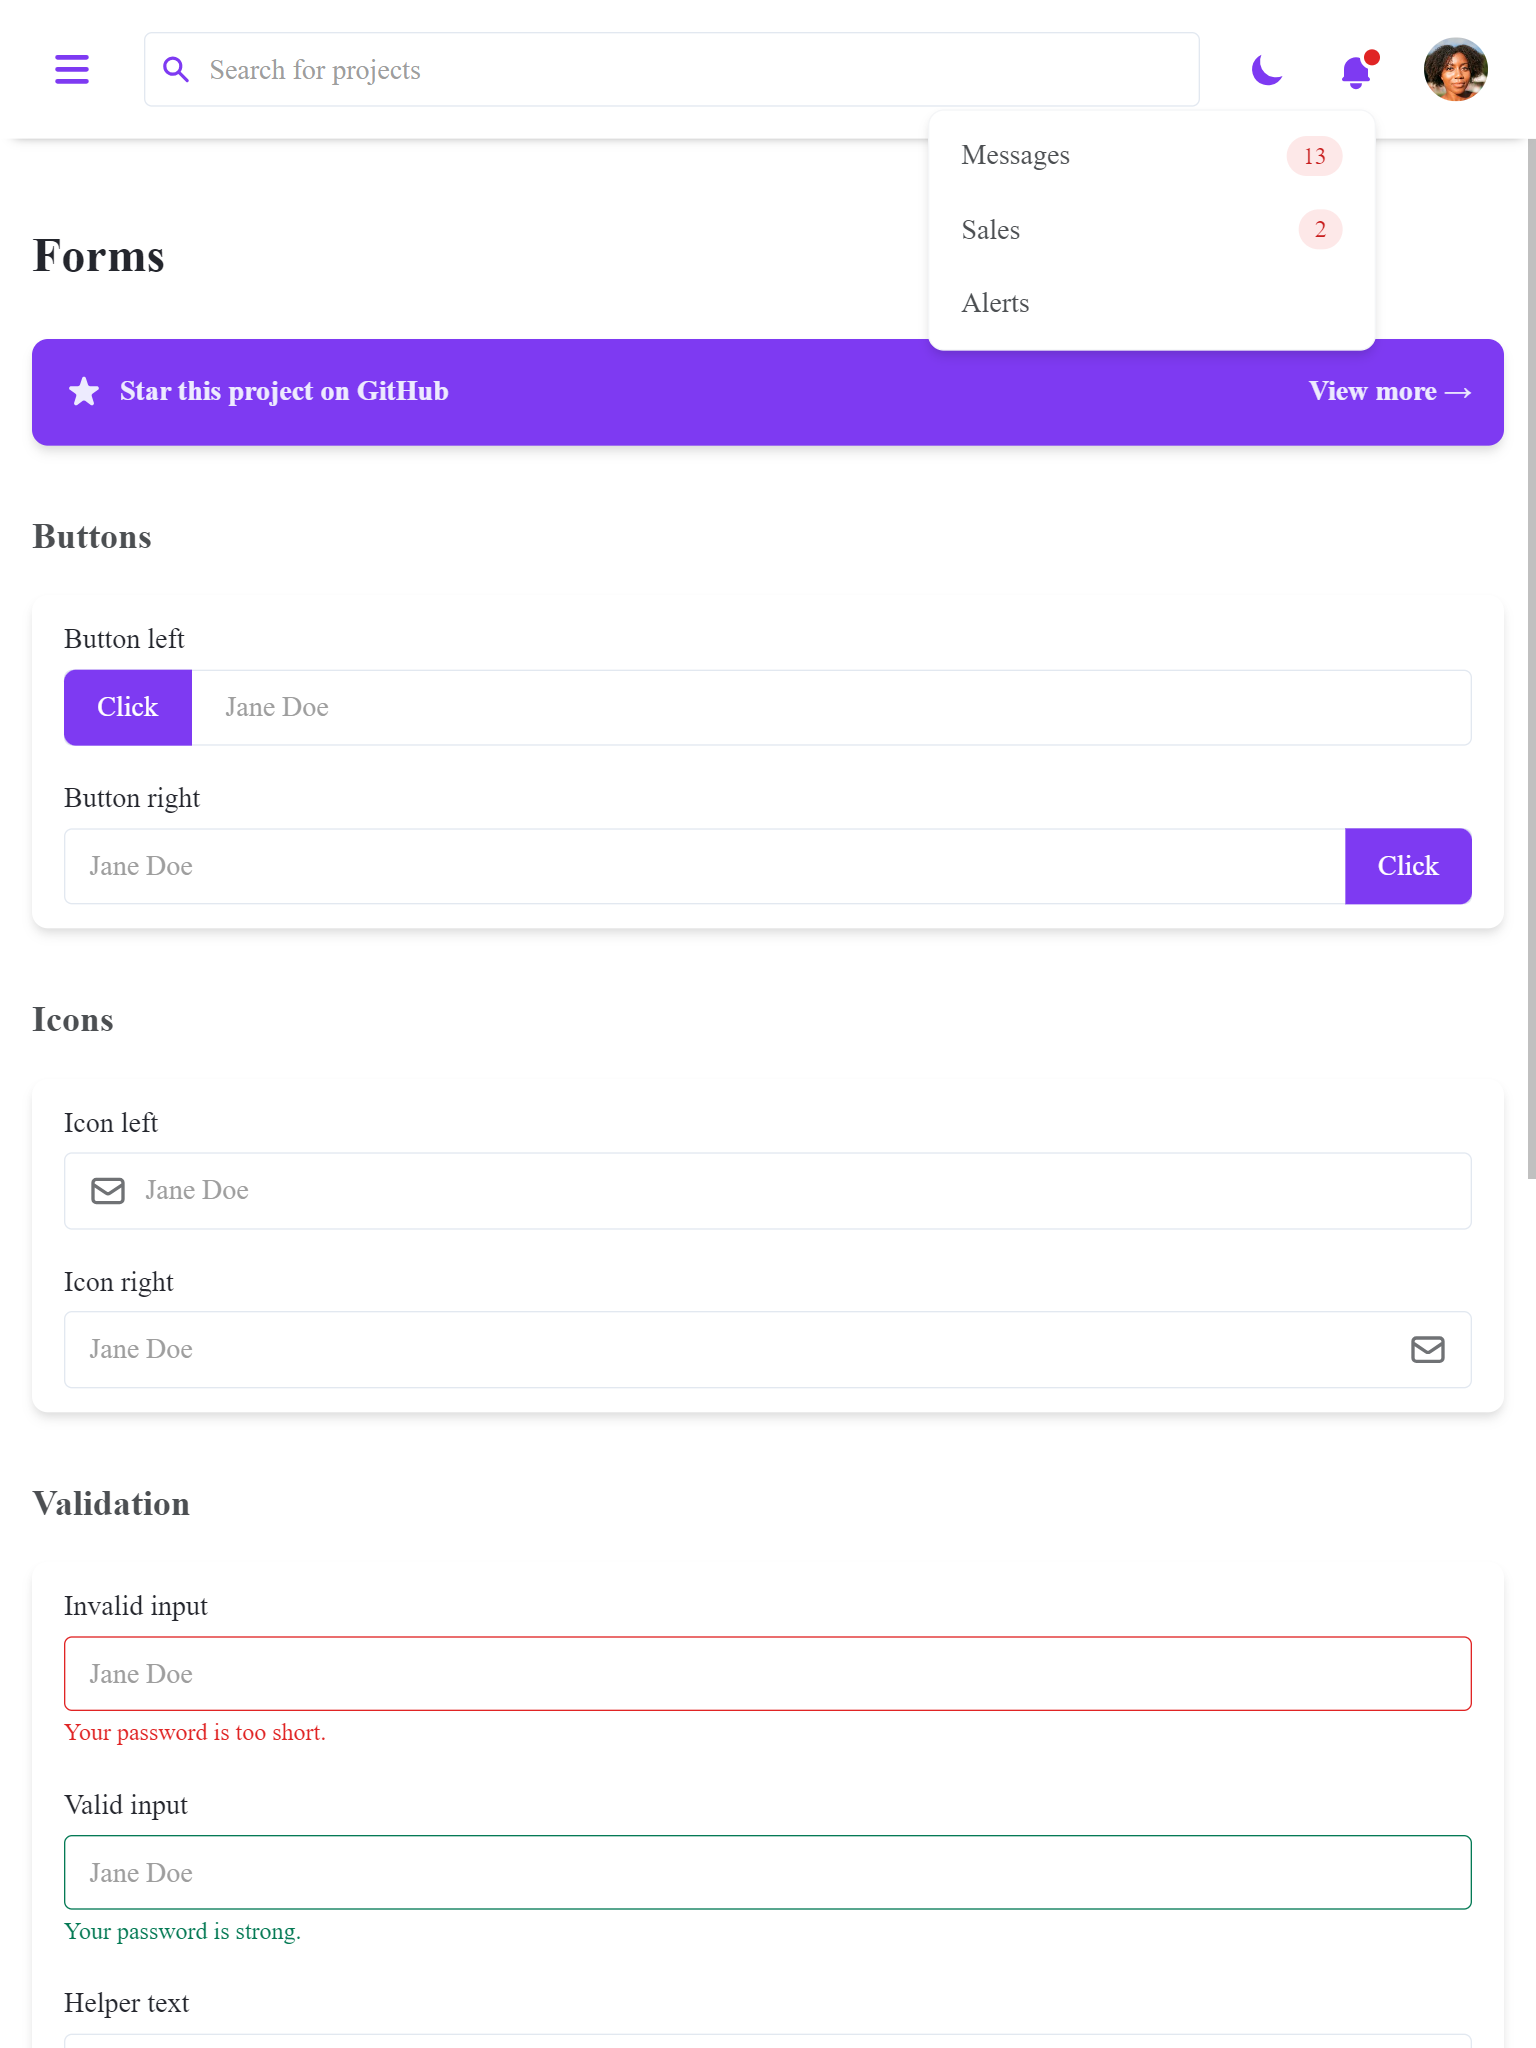 Search for projects
Messages 13
Sales 2
Alerts
Forms
Star this project on GitHub View more →
Buttons
Button left
Click Jane Doe
Button right
Jane Doe Click
Icons
Icon left
Jane Doe
Icon right
Jane Doe
Validation
Invalid input
Jane Doe
Your password is too short.
Valid input
Jane Doe
Your password is strong.
Helper text